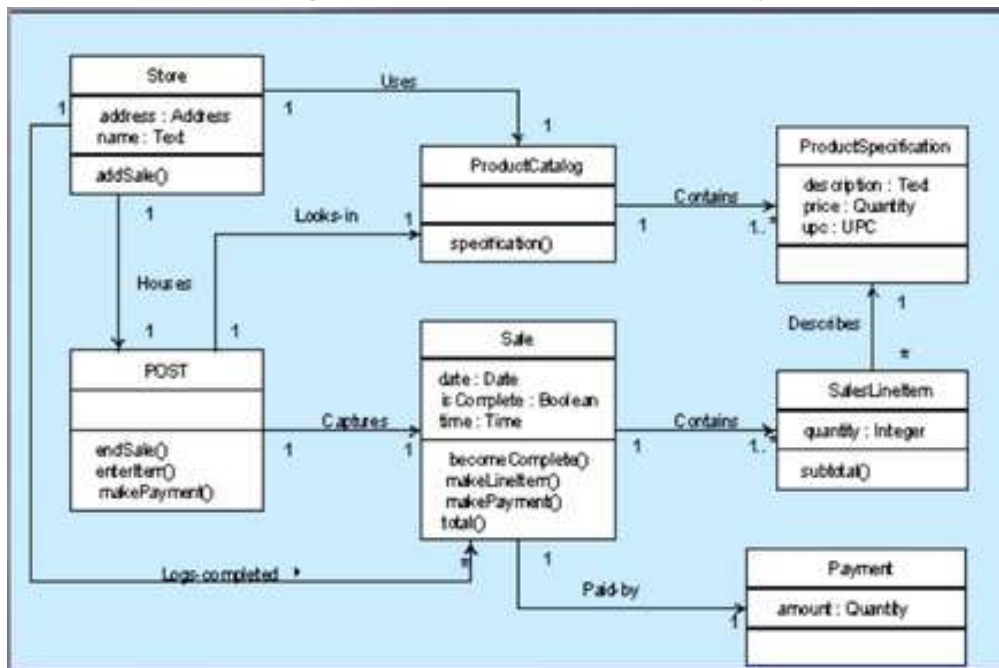 Store
address : Address
name : Text
addSale()
Uses
1
1
1
1
ProductCatalog
specification()
Contains
1
1..*
ProductSpecification
description : Text
price : Quantity
upc : UPC
Looks-in
1
1
Houses
1
POST
endSale()
enterItem()
makePayment()
Captures
1
1
Sale
date : Date
isComplete : Boolean
time : Time
becomeComplete()
makeLineItem()
makePayment()
total()
Contains
1
1..*
Describes
1
*
SalesLineItem
quantity : Integer
subtotal()
Logs-completed
*
1
Paid-by
1
Payment
amount : Quantity